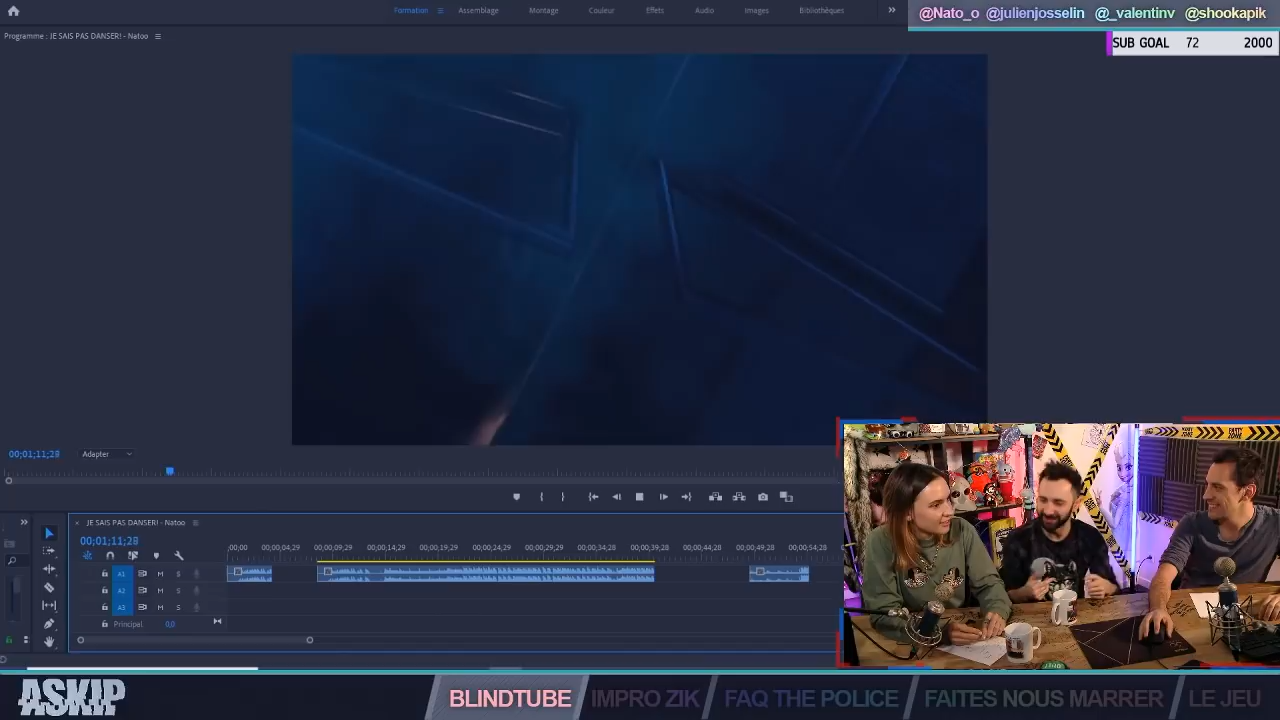 Formation
Assemblage
Montage
Couleur
Effets
Audio
Images
Bibliothèques
@Nato_o @julienjosselin @_valentinv @shookapik
SUB GOAL 72 2000
Programme : JE SAIS PAS DANSER! - Natoo
Adapter
JE SAIS PAS DANSER! - Natoo
00;01;11;28
;00;00 00;00;04;29 00;00;09;29 00;00;14;29 00;00;19;29 00;00;24;29 00;00;29;29 00;00;34;28 00;00;39;28 00;00;44;28 00;00;49;28 00;00;54;28
A1 M S
A2 M S
A3 M S
Principal 0,0
ASKIP
BLINDTUBE
IMPRO ZIK
FAQ THE POLICE
FAITES NOUS MARRER
LE JEU